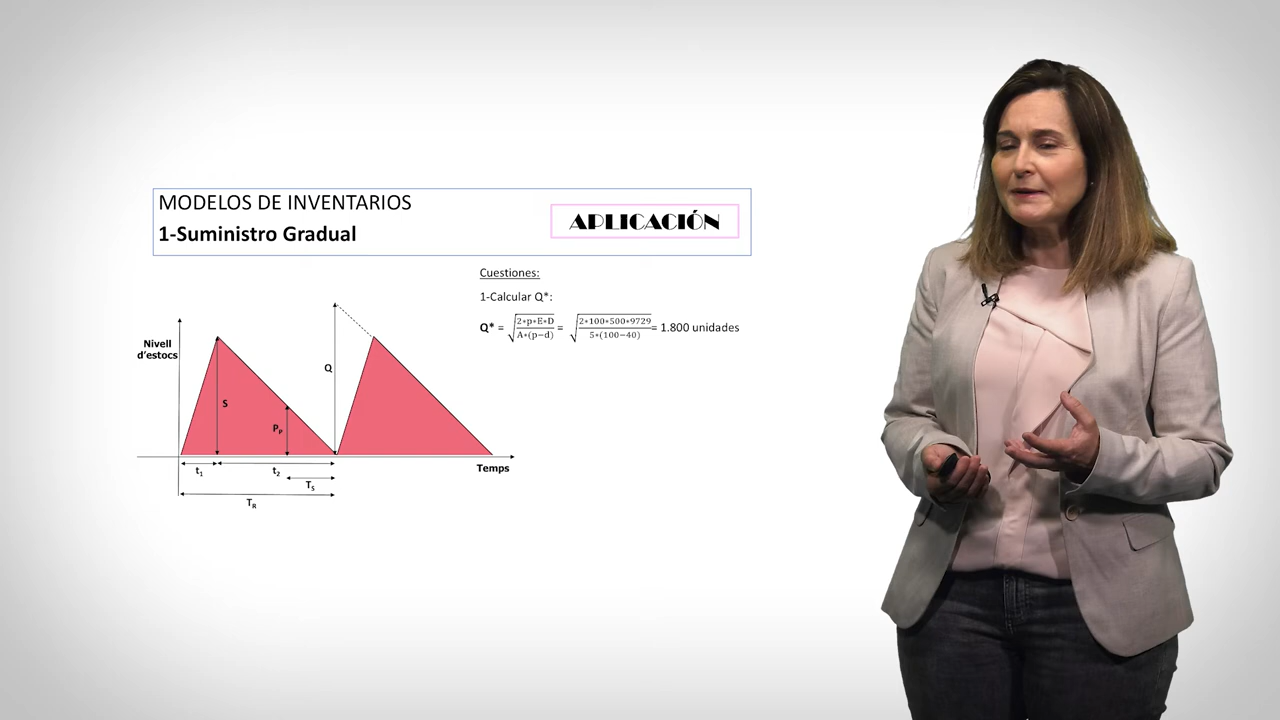 MODELOS DE INVENTARIOS
1-Suministro Gradual
APLICACIÓN
Cuestiones:
1-Calcular Q*:
Q* = √(2*p*E*D / A*(p−d)) = √(2*100*500*9729 / 5*(100−40)) = 1.800 unidades
Nivell
d'estocs
Q
S
Pp
t1
t2
Temps
TS
TR